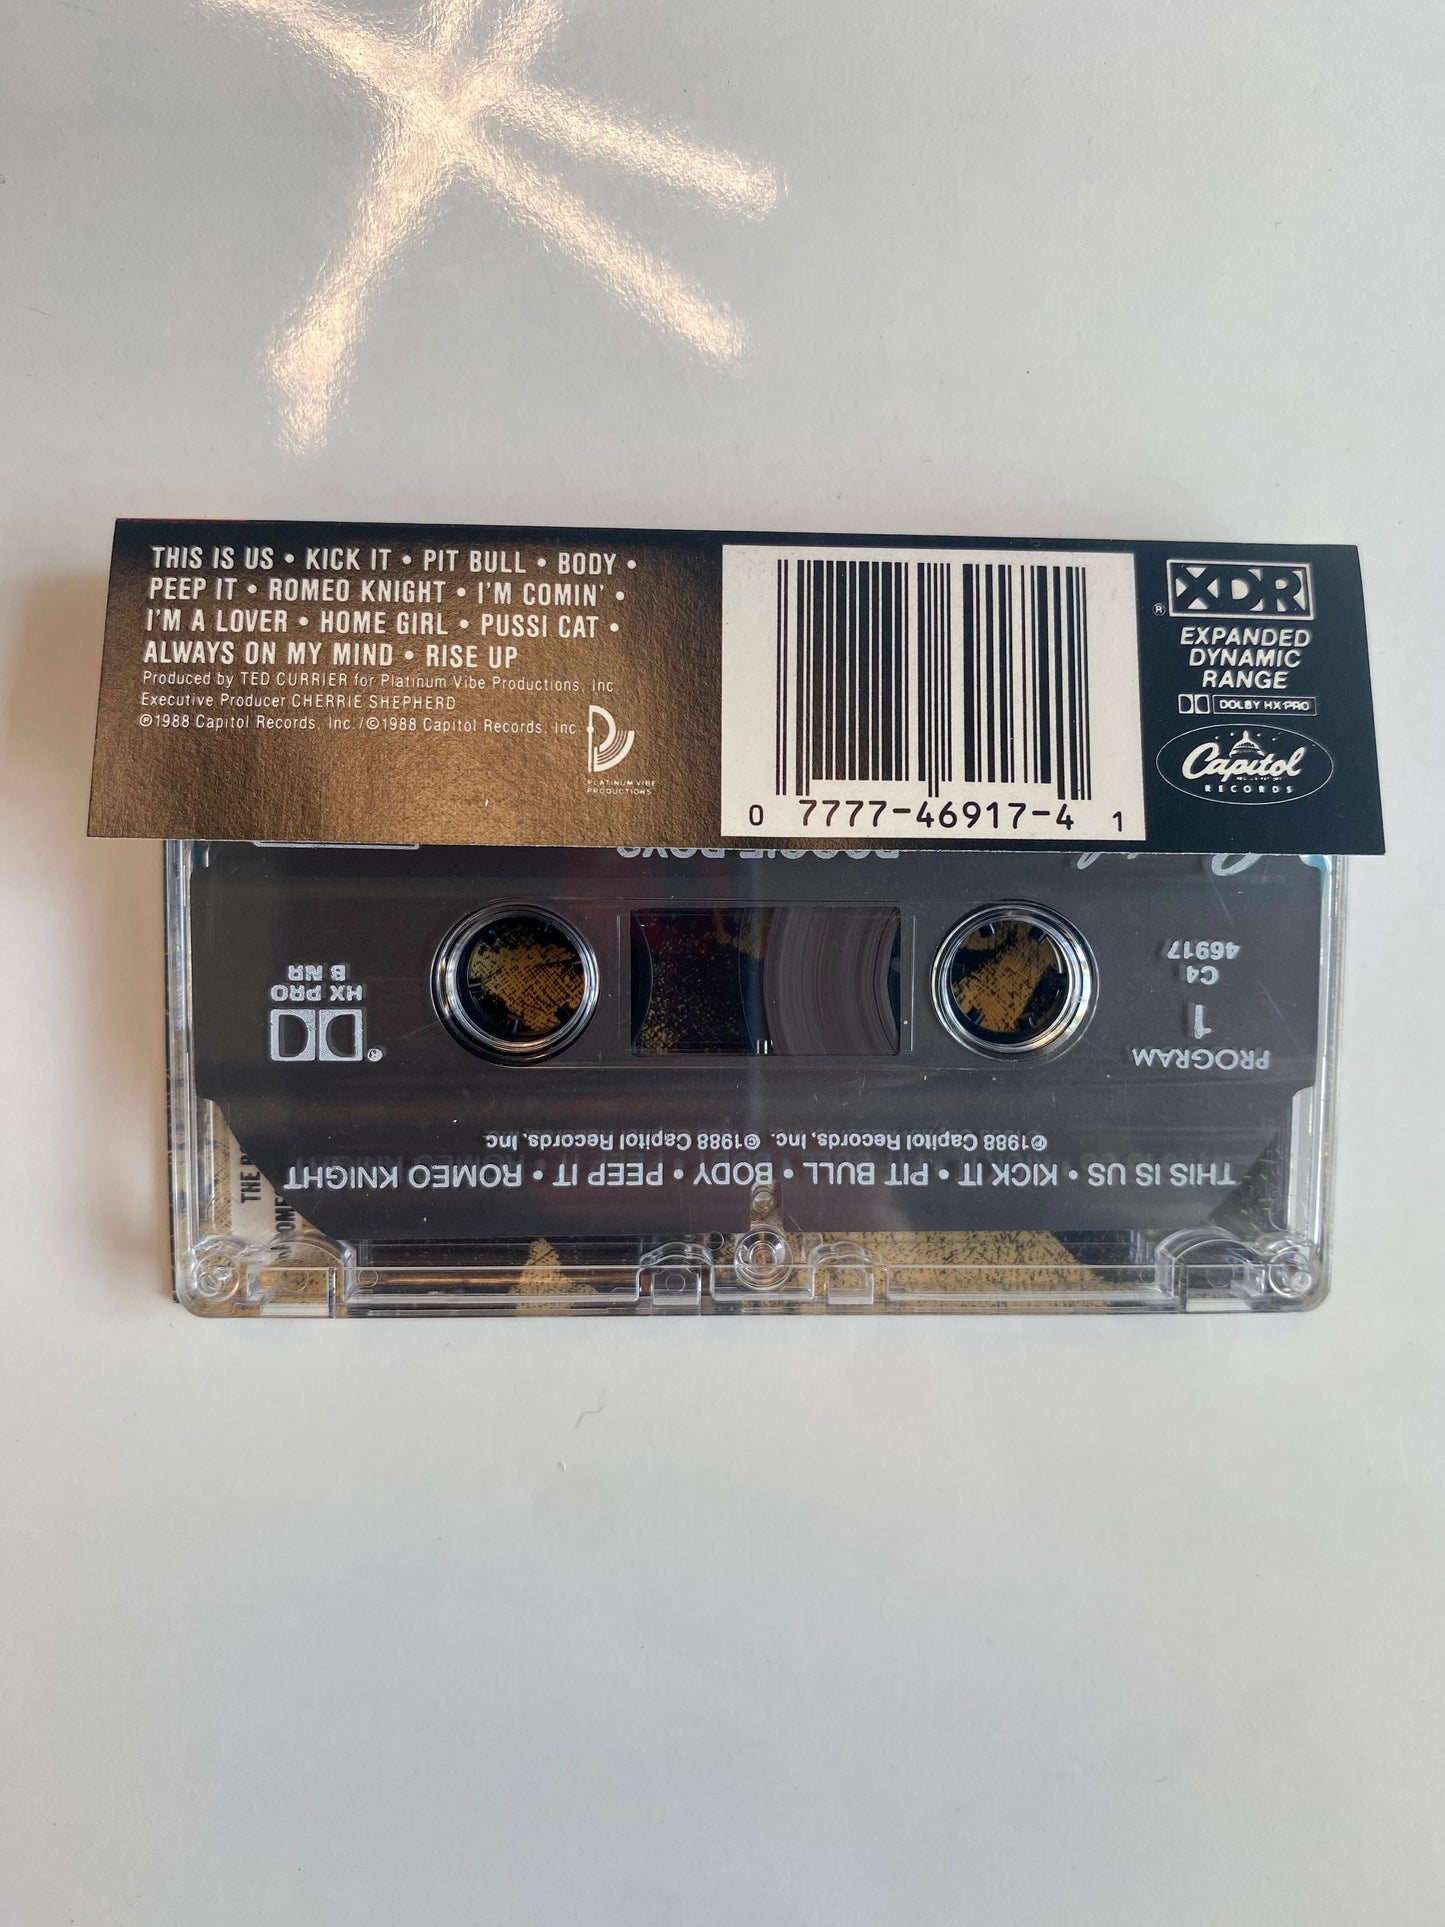 THIS IS US • KICK IT • PIT BULL • BODY •
PEEP IT • ROMEO KNIGHT • I'M COMIN' •
I'M A LOVER • HOME GIRL • PUSSI CAT •
ALWAYS ON MY MIND • RISE UP
Produced by TED CURRIER for Platinum Vibe Productions, Inc
Executive Producer CHERRIE SHEPHERD
℗1988 Capitol Records, Inc. /©1988 Capitol Records, Inc
PLATINUM VIBE
PRODUCTIONS
0 7777-46917-4 1
XDR
®
EXPANDED
DYNAMIC
RANGE
DOLBY HX PRO
Capitol
RECORDS
THIS IS US • KICK IT • PIT BULL • BODY • PEEP IT • ROMEO KNIGHT
℗1988 Capitol Records, Inc. ©1988 Capitol Records, Inc.
PROGRAM
1
C4
46917
®
HX PRO
B NR
BOOGIE BOYS
THE